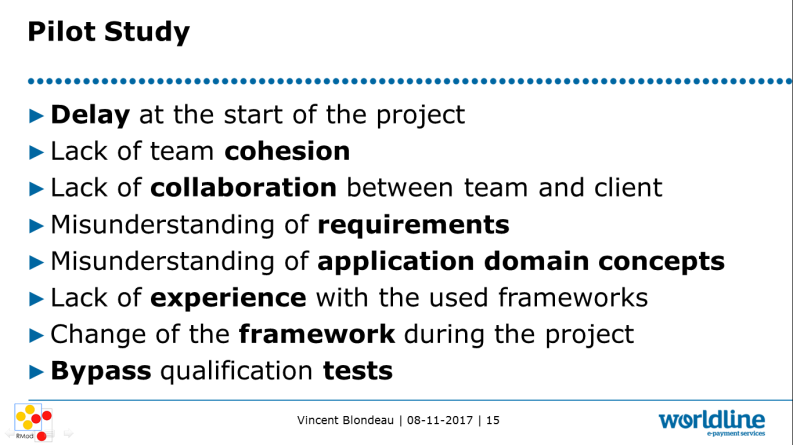 Pilot Study
►Delay at the start of the project
►Lack of team cohesion
►Lack of collaboration between team and client
►Misunderstanding of requirements
►Misunderstanding of application domain concepts
►Lack of experience with the used frameworks
►Change of the framework during the project
►Bypass qualification tests
RMod
Vincent Blondeau | 08-11-2017 | 15
worldline
e-payment services